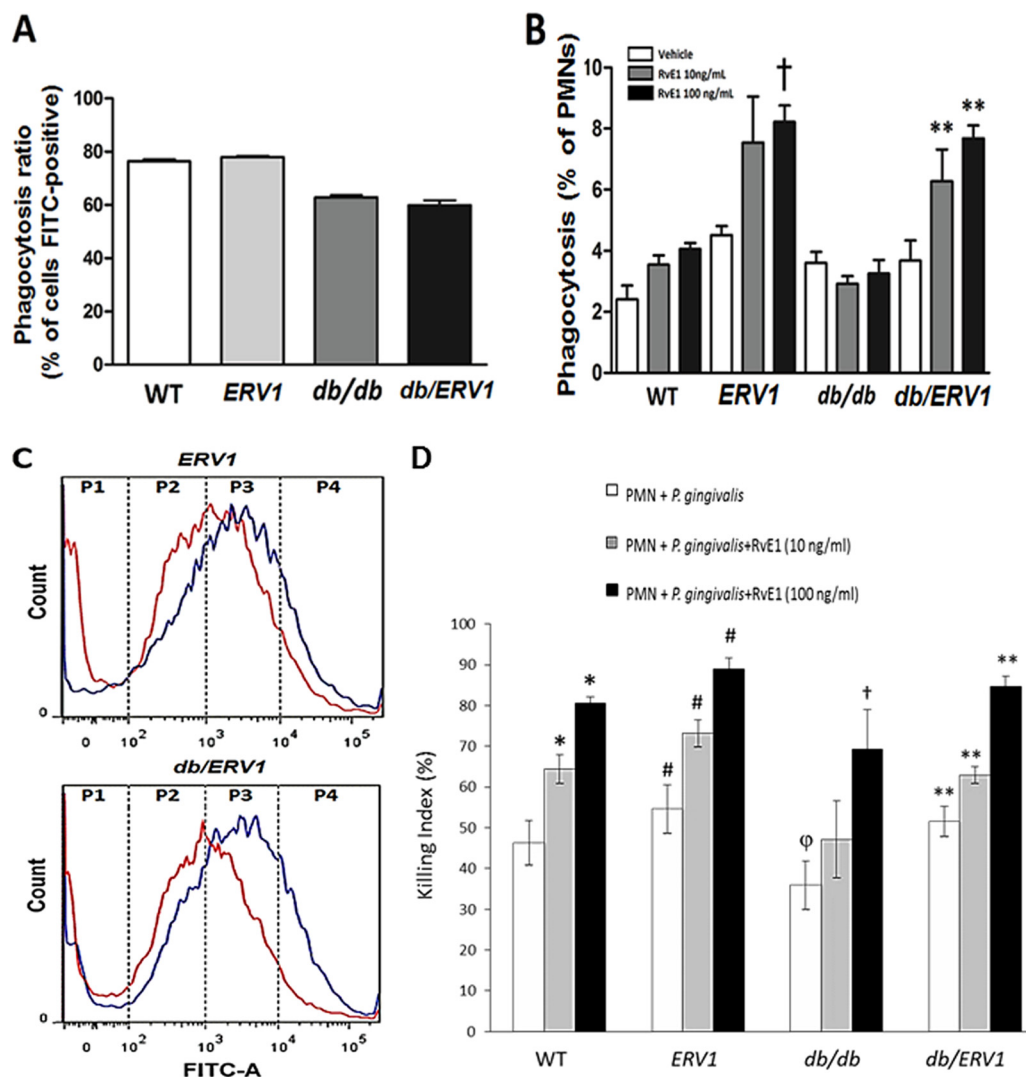 A
Phagocytosis ratio
(% of cells FITC-positive)
100
80
60
40
20
0
WT
ERV1
db/db
db/ERV1
B
Vehicle
RvE1 10ng/mL
RvE1 100 ng/mL
Phagocytosis (% of PMNs)
10
8
6
4
2
0
†
**
**
WT
ERV1
db/db
db/ERV1
C
ERV1
P1
P2
P3
P4
Count
0
0
10²
10³
10⁴
10⁵
db/ERV1
P1
P2
P3
P4
Count
0
0
10²
10³
10⁴
10⁵
FITC-A
D
PMN + P. gingivalis
PMN + P. gingivalis+RvE1 (10 ng/ml)
PMN + P. gingivalis+RvE1 (100 ng/ml)
Killing Index (%)
100
90
80
70
60
50
40
30
20
10
0
*
*
#
#
#
φ
†
**
**
**
WT
ERV1
db/db
db/ERV1